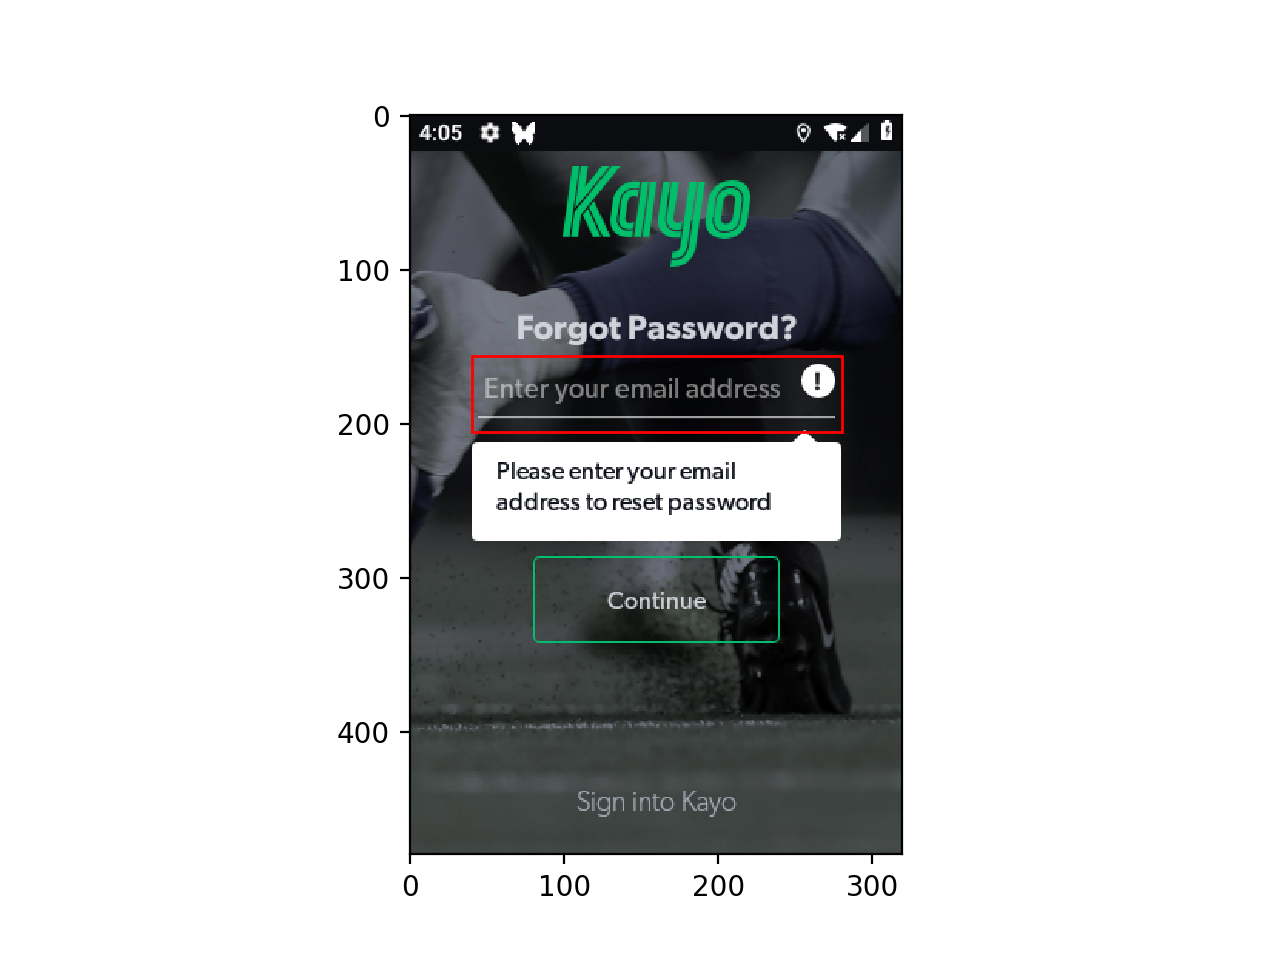 0
4:05
Kayo
100
Forgot Password?
Enter your email address
200
Please enter your email
address to reset password
300
Continue
400
Sign into Kayo
0
100
200
300